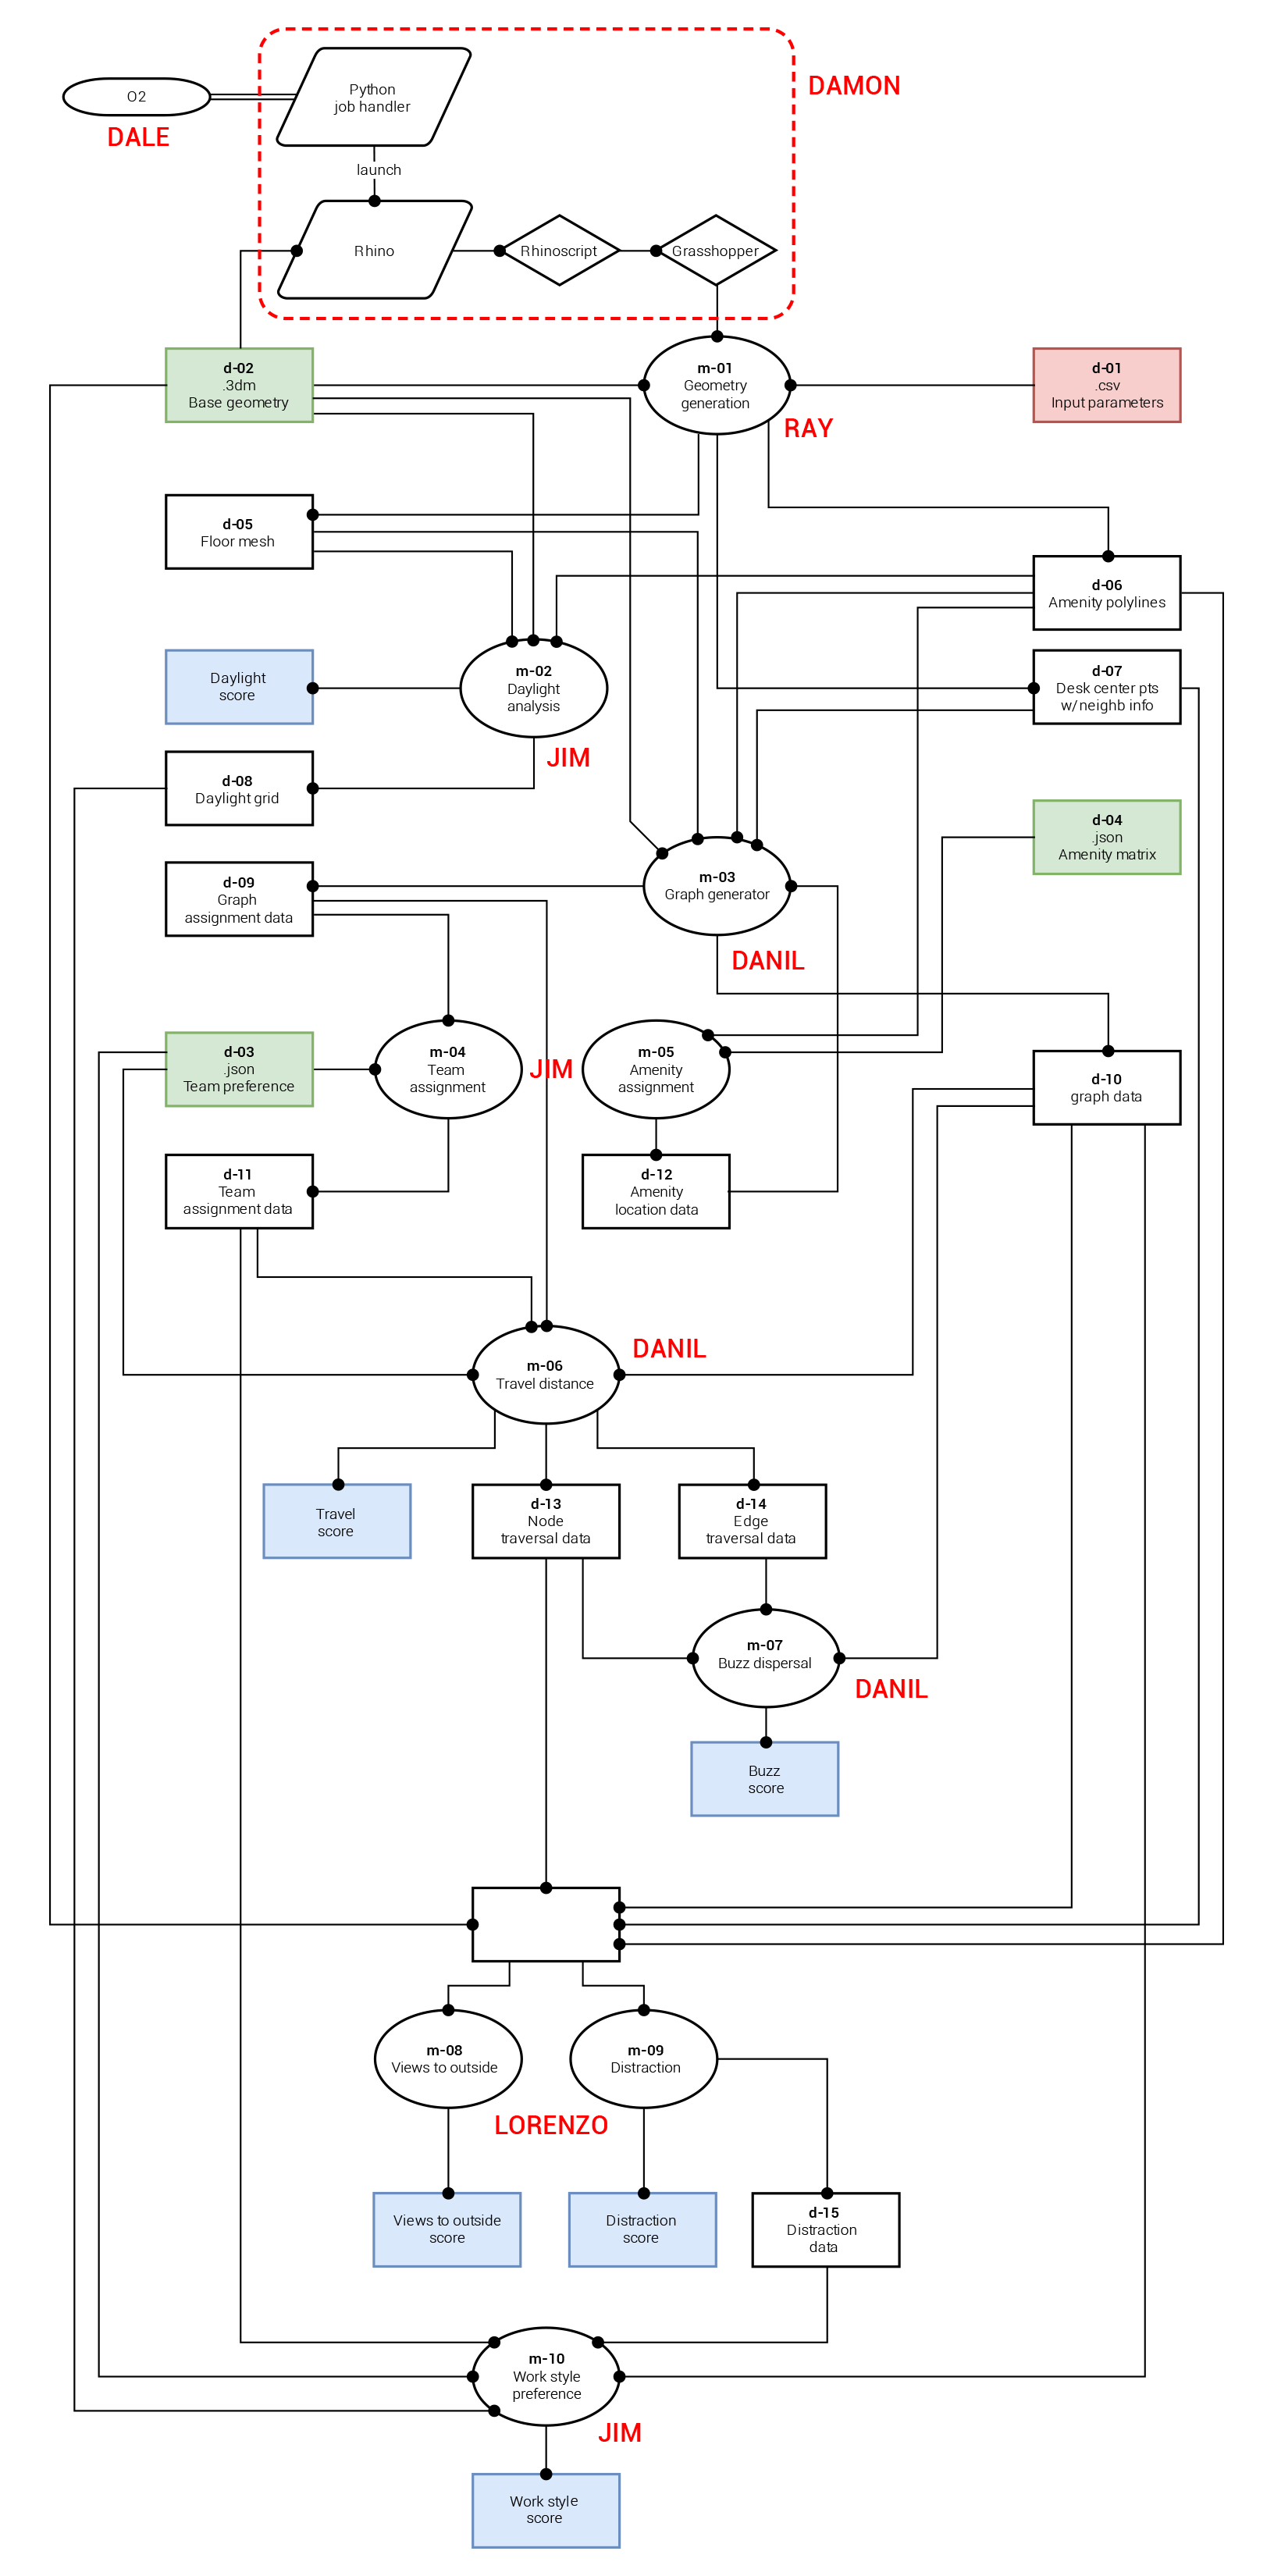 DAMON
O2
DALE
Python
job handler
launch
Rhino
Rhinoscript
Grasshopper
d-02
.3dm
Base geometry
m-01
Geometry
generation
RAY
d-01
.csv
Input parameters
d-05
Floor mesh
d-06
Amenity polylines
Daylight
score
m-02
Daylight
analysis
JIM
d-07
Desk center pts
w/neighb info
d-08
Daylight grid
d-04
.json
Amenity matrix
d-09
Graph
assignment data
m-03
Graph generator
DANIL
d-03
.json
Team preference
m-04
Team
assignment
JIM
m-05
Amenity
assignment
d-10
graph data
d-11
Team
assignment data
d-12
Amenity
location data
DANIL
m-06
Travel distance
Travel
score
d-13
Node
traversal data
d-14
Edge
traversal data
m-07
Buzz dispersal
DANIL
Buzz
score
m-08
Views to outside
m-09
Distraction
LORENZO
Views to outside
score
Distraction
score
d-15
Distraction
data
m-10
Work style
preference
JIM
Work style
score